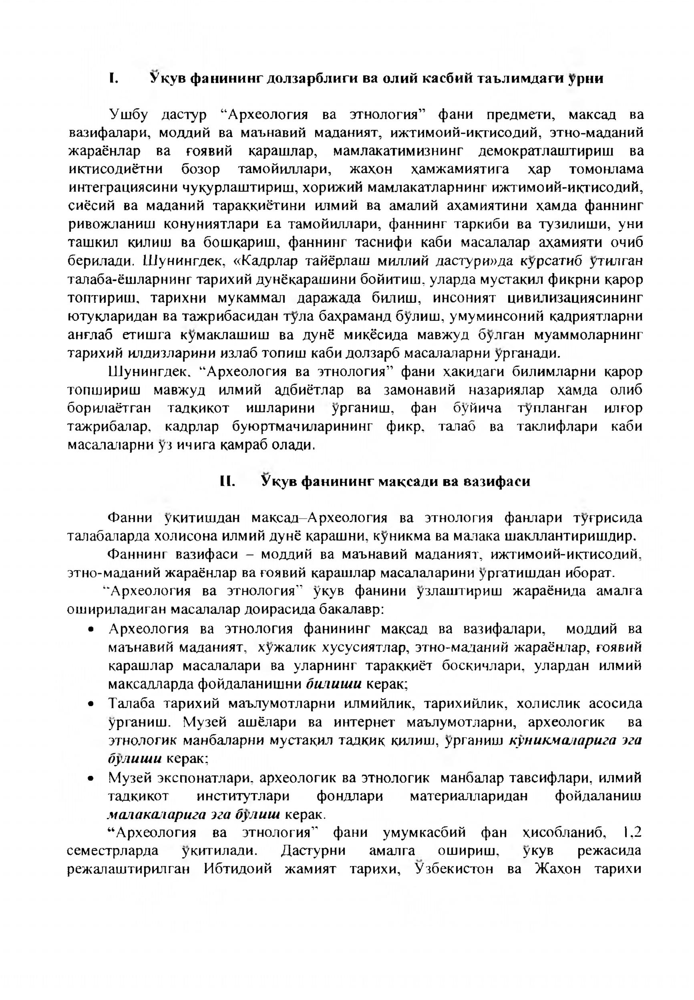 I. Ўқув фанининг долзарблиги ва олий касбий таълимдаги ўрни
Ушбу дастур “Археология ва этнология” фани предмети, максад ва
вазифалари, моддий ва маънавий маданият, ижтимоий-иқтисодий, этно-маданий
жараёнлар ва ғоявий қарашлар, мамлакатимизнинг демократлаштириш ва
иқтисодиётни бозор тамойиллари, жаҳон ҳамжамиятига ҳар томонлама
интеграциясини чуқурлаштириш, хорижий мамлакатларнинг ижтимоий-иқтисодий,
сиёсий ва маданий тараққиётини илмий ва амалий аҳамиятини ҳамда фаннинг
ривожланиш қонуниятлари ва тамойиллари, фаннинг таркиби ва тузилиши, уни
ташкил қилиш ва бошқариш, фаннинг таснифи каби масалалар аҳамияти очиб
берилади. Шунингдек, «Кадрлар тайёрлаш миллий дастури»да кўрсатиб ўтилган
талаба-ёшларнинг тарихий дунёқарашини бойитиш, уларда мустақил фикрни қарор
топтириш, тарихни мукаммал даражада билиш, инсоният цивилизациясининг
ютуқларидан ва тажрибасидан тўла баҳраманд бўлиш, умуминсоний қадриятларни
англаб етишга кўмаклашиш ва дунё миқёсида мавжуд бўлган муаммоларнинг
тарихий илдизларини излаб топиш каби долзарб масалаларни ўрганади.
Шунингдек, “Археология ва этнология” фани ҳақидаги билимларни қарор
топшириш мавжуд илмий адбиётлар ва замонавий назариялар ҳамда олиб
борилаётган тадқиқот ишларини ўрганиш, фан бўйича тўпланган илғор
тажрибалар, кадрлар буюртмачиларининг фикр, талаб ва таклифлари каби
масалаларни ўз ичига қамраб олади.
II. Ўқув фанининг мақсади ва вазифаси
Фанни ўқитишдан мақсад–Археология ва этнология фанлари тўғрисида
талабаларда холисона илмий дунё қарашни, кўникма ва малака шакллантиришдир.
Фаннинг вазифаси – моддий ва маънавий маданият, ижтимоий-иқтисодий,
этно-маданий жараёнлар ва ғоявий қарашлар масалаларини ўргатишдан иборат.
“Археология ва этнология” ўқув фанини ўзлаштириш жараёнида амалга
ошириладиган масалалар доирасида бакалавр:
• Археология ва этнология фанининг мақсад ва вазифалари, моддий ва
маънавий маданият, хўжалик хусусиятлар, этно-маданий жараёнлар, ғоявий
қарашлар масалалари ва уларнинг тараққиёт босқичлари, улардан илмий
мақсадларда фойдаланишни билиши керак;
• Талаба тарихий маълумотларни илмийлик, тарихийлик, холислик асосида
ўрганиш. Музей ашёлари ва интернет маълумотларни, археологик ва
этнологик манбаларни мустақил тадқиқ қилиш, ўрганиш кўникмаларига эга
бўлиши керак;
• Музей экспонатлари, археологик ва этнологик манбалар тавсифлари, илмий
тадқиқот институтлари фондлари материалларидан фойдаланиш
малакаларига эга бўлиш керак.
“Археология ва этнология” фани умумкасбий фан ҳисобланиб, 1,2
семестрларда ўқитилади. Дастурни амалга ошириш, ўқув режасида
режалаштирилган Ибтидоий жамият тарихи, Ўзбекистон ва Жаҳон тарихи